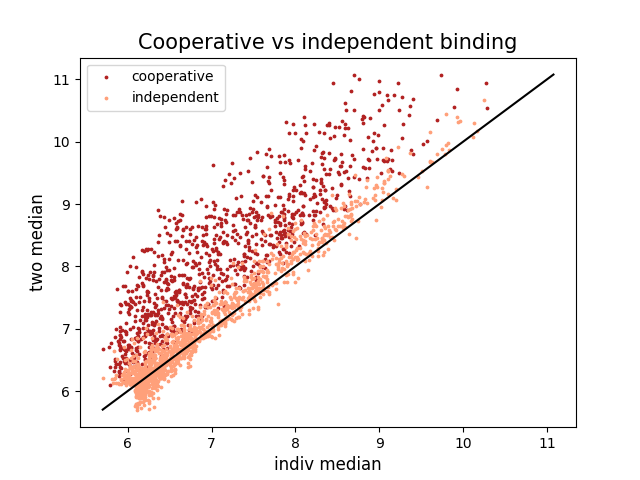 Cooperative vs independent binding
cooperative
independent
two median
11
10
9
8
7
6
6 7 8 9 10 11
indiv median